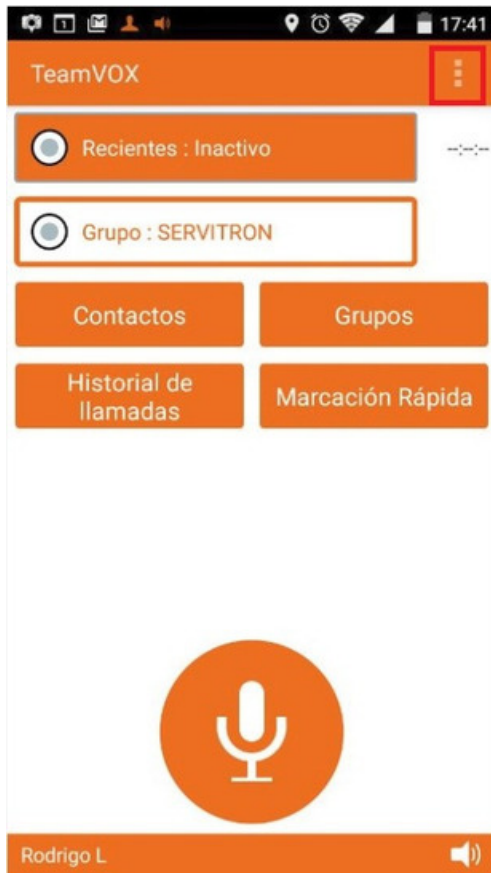 17:41
TeamVOX
Recientes : Inactivo
--:--:--
Grupo : SERVITRON
Contactos
Grupos
Historial de
llamadas
Marcación Rápida
Rodrigo L